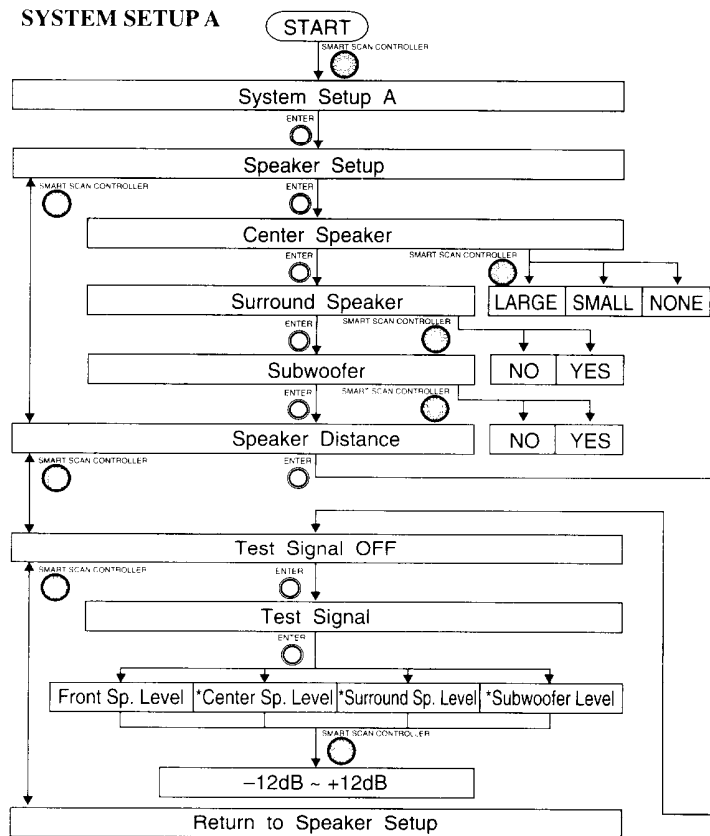 SYSTEM SETUP A
START
SMART SCAN CONTROLLER
System Setup A
ENTER
Speaker Setup
SMART SCAN CONTROLLER
ENTER
Center Speaker
ENTER
SMART SCAN CONTROLLER
Surround Speaker
LARGE SMALL NONE
ENTER
SMART SCAN CONTROLLER
Subwoofer
NO YES
ENTER
SMART SCAN CONTROLLER
Speaker Distance
NO YES
SMART SCAN CONTROLLER
ENTER
Test Signal OFF
SMART SCAN CONTROLLER
ENTER
Test Signal
ENTER
Front Sp. Level *Center Sp. Level *Surround Sp. Level *Subwoofer Level
SMART SCAN CONTROLLER
–12dB ~ +12dB
Return to Speaker Setup